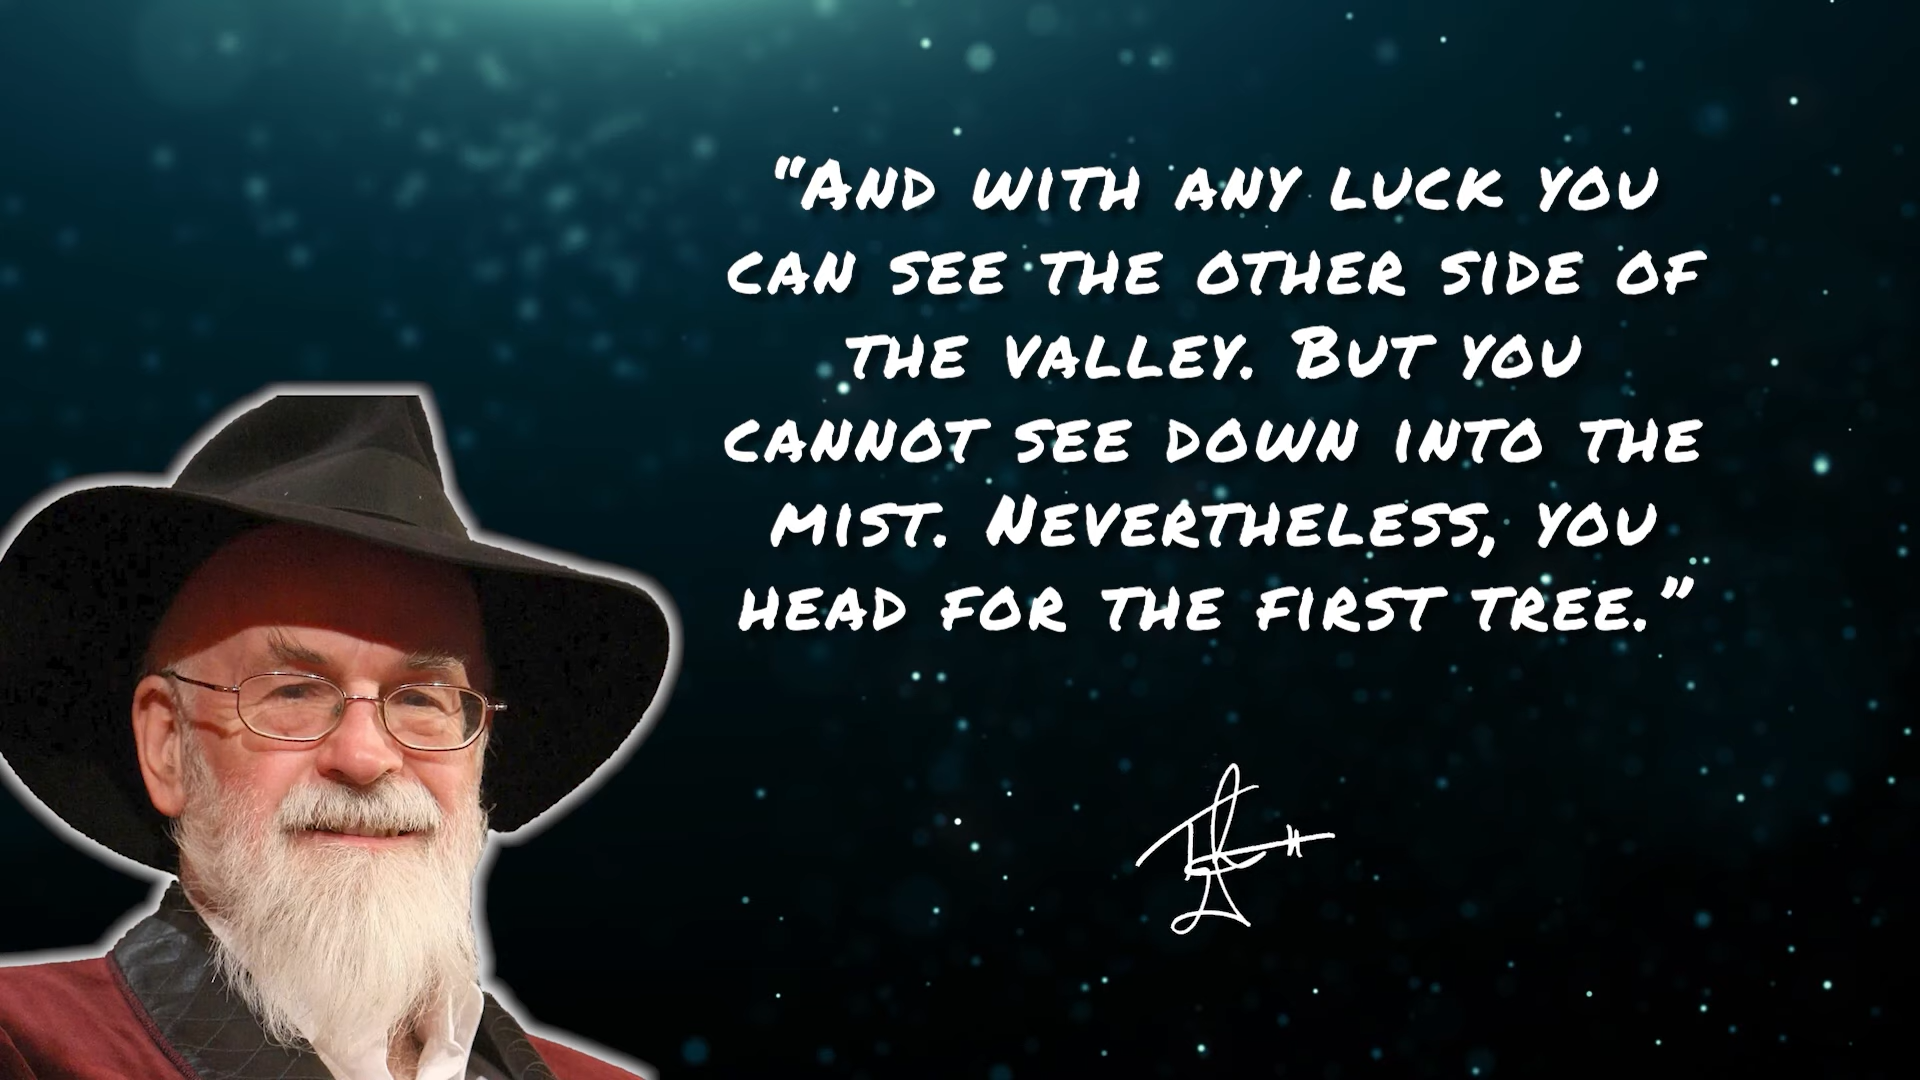 “And with any luck you
can see the other side of
the valley. But you
cannot see down into the
mist. Nevertheless, you
head for the first tree.”